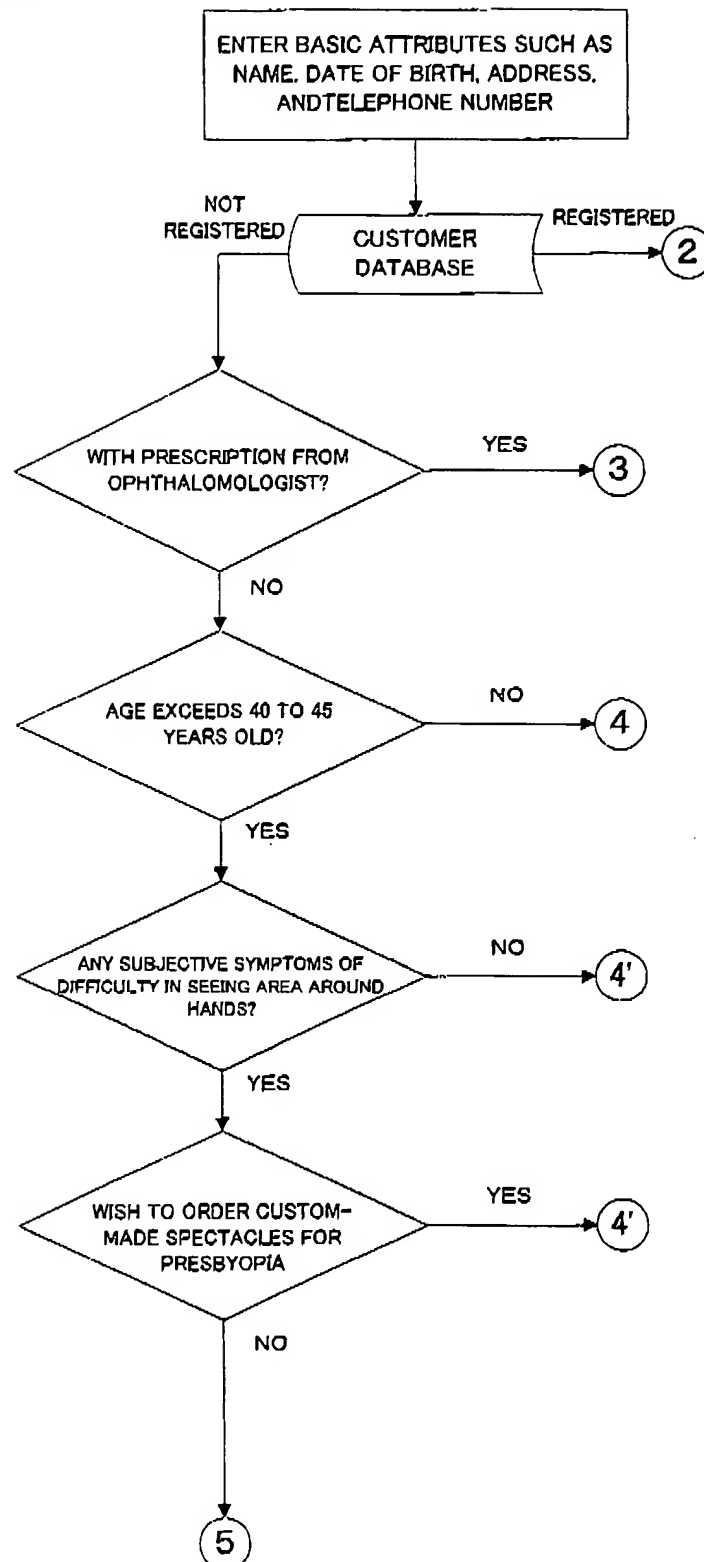 ENTER BASIC ATTRIBUTES SUCH AS
NAME, DATE OF BIRTH, ADDRESS,
ANDTELEPHONE NUMBER
NOT
REGISTERED
CUSTOMER
DATABASE
REGISTERED
2
WITH PRESCRIPTION FROM
OPHTHALOMOLOGIST?
YES
3
NO
AGE EXCEEDS 40 TO 45
YEARS OLD?
NO
4
YES
ANY SUBJECTIVE SYMPTOMS OF
DIFFICULTY IN SEEING AREA AROUND
HANDS?
NO
4'
YES
WISH TO ORDER CUSTOM-
MADE SPECTACLES FOR
PRESBYOPIA
YES
4'
NO
5